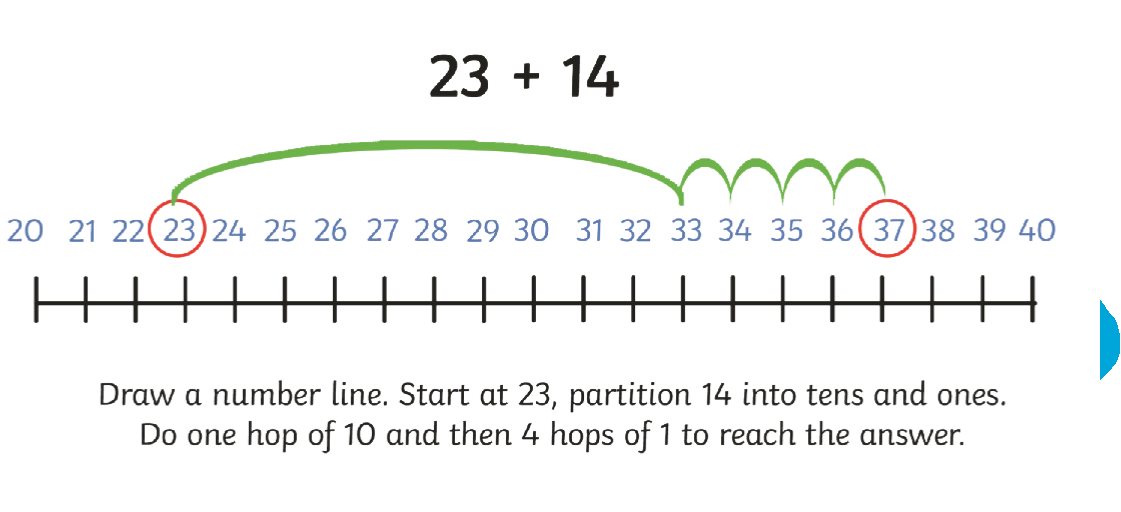 23 + 14
20 21 22 23 24 25 26 27 28 29 30 31 32 33 34 35 36 37 38 39 40
Draw a number line. Start at 23, partition 14 into tens and ones.
Do one hop of 10 and then 4 hops of 1 to reach the answer.